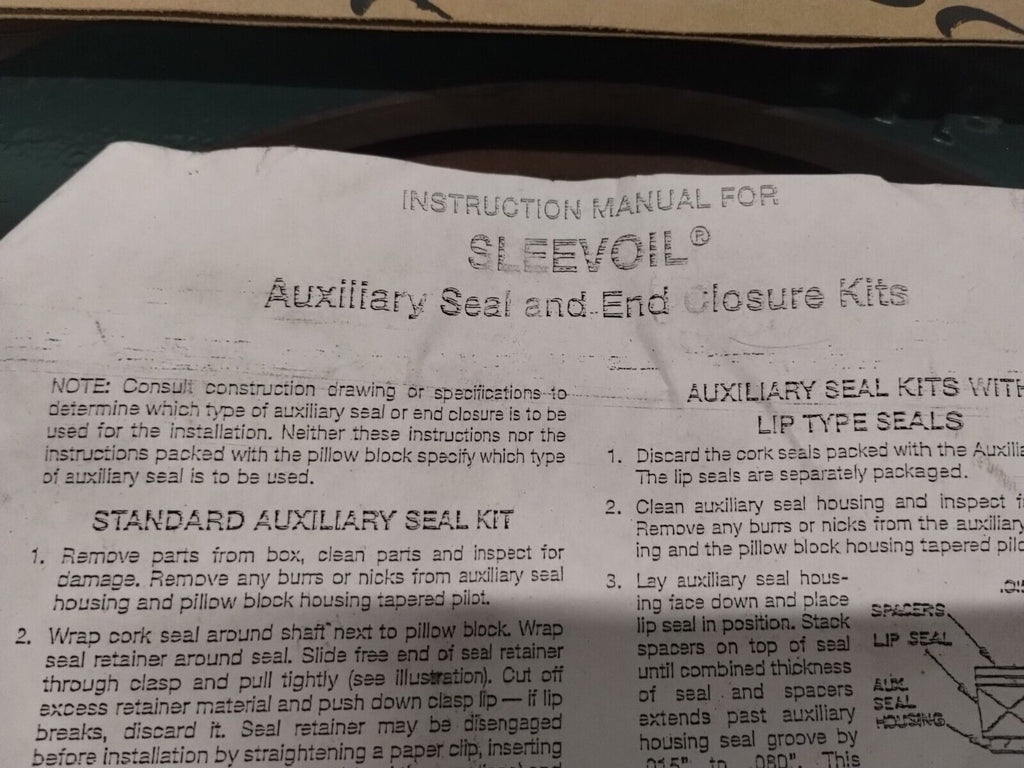 INSTRUCTION MANUAL FOR
SLEEVOIL®
Auxiliary Seal and End Closure Kits
NOTE: Consult construction drawing or specifications to
determine which type of auxiliary seal or end closure is to be
used for the installation. Neither these instructions nor the
instructions packed with the pillow block specify which type
of auxiliary seal is to be used.
STANDARD AUXILIARY SEAL KIT
1. Remove parts from box, clean parts and inspect for
damage. Remove any burrs or nicks from auxiliary seal
housing and pillow block housing tapered pilot.
2. Wrap cork seal around shaft next to pillow block. Wrap
seal retainer around seal. Slide free end of seal retainer
through clasp and pull tightly (see illustration). Cut off
excess retainer material and push down clasp lip — if lip
breaks, discard it. Seal retainer may be disengaged
before installation by straightening a paper clip, inserting
AUXILIARY SEAL KITS WITH
LIP TYPE SEALS
1. Discard the cork seals packed with the
The lip seals are separately packaged.
2. Clean auxiliary seal housing and inspect
Remove any burrs or nicks from the auxiliary
ing and the pillow block housing tapered
3. Lay auxiliary seal hous-
ing face down and place
lip seal in position. Stack
spacers on top of seal
until combined thickness
of seal and spacers
extends past auxiliary
housing seal groove by
.015" to .080". This
SPACERS
LIP SEAL
AUX.
SEAL
HOUSING